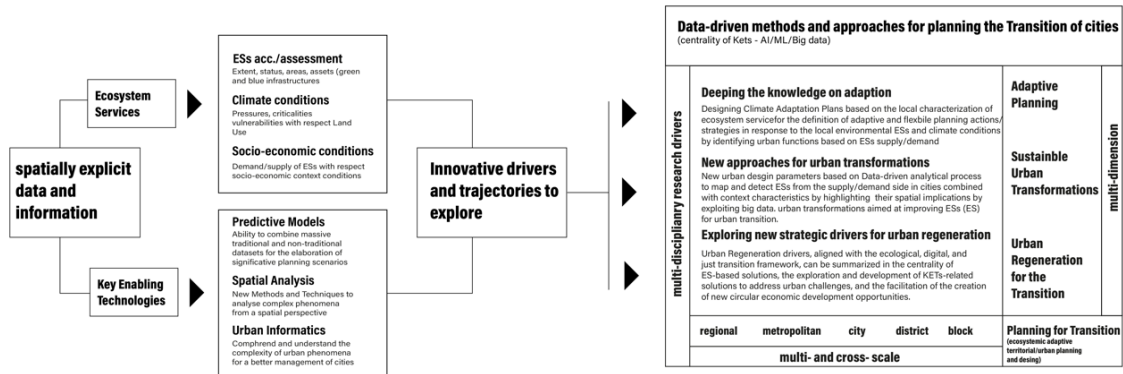 spatially explicit
data and
information
Ecosystem
Services
Key Enabling
Technologies
ESs acc./assessment
Extent, status, areas, assets (green
and blue infrastructures
Climate conditions
Pressures, criticalities
vulnerabilities with respect Land
Use
Socio-economic conditions
Demand/supply of ESs with respect
socio-economic context conditions
Predictive Models
Ability to combine massive
traditional and non-traditional
datasets for the elaboration of
significative planning scenarios
Spatial Analysis
New Methods and Techniques to
analyse complex phenomena
from a spatial perspective
Urban Informatics
Comphrend and understand the
complexity of urban phenomena
for a better management of cities
Innovative drivers
and trajectories to
explore
Data-driven methods and approaches for planning the Transition of cities
(centrality of Kets - AI/ML/Big data)
multi-disciplianry research drivers
Deeping the knowledge on adaption
Designing Climate Adaptation Plans based on the local characterization of
ecosystem servicefor the definition of adaptive and flexbile planning actions/
strategies in response to the local environmental ESs and climate conditions
by identifying urban functions based on ESs supply/demand
New approaches for urban transformations
New urban desgin parameters based on Data-driven analytical process
to map and detect ESs from the supply/demand side in cities combined
with context characteristics by highlighting their spatial implications by
exploiting big data. urban transformations aimed at improving ESs (ES)
for urban transition.
Exploring new strategic drivers for urban regeneration
Urban Regeneration drivers, aligned with the ecological, digital, and
just transition framework, can be summarized in the centrality of
ES-based solutions, the exploration and development of KETs-related
solutions to address urban challenges, and the facilitation of the creation
of new circular economic development opportunities.
Adaptive
Planning
Sustainble
Urban
Transformations
Urban
Regeneration
for the
Transition
multi-dimension
regional metropolitan city district block
multi- and cross- scale
Planning for Transition
(ecosystemic adaptive
territorial/urban planning
and desing)